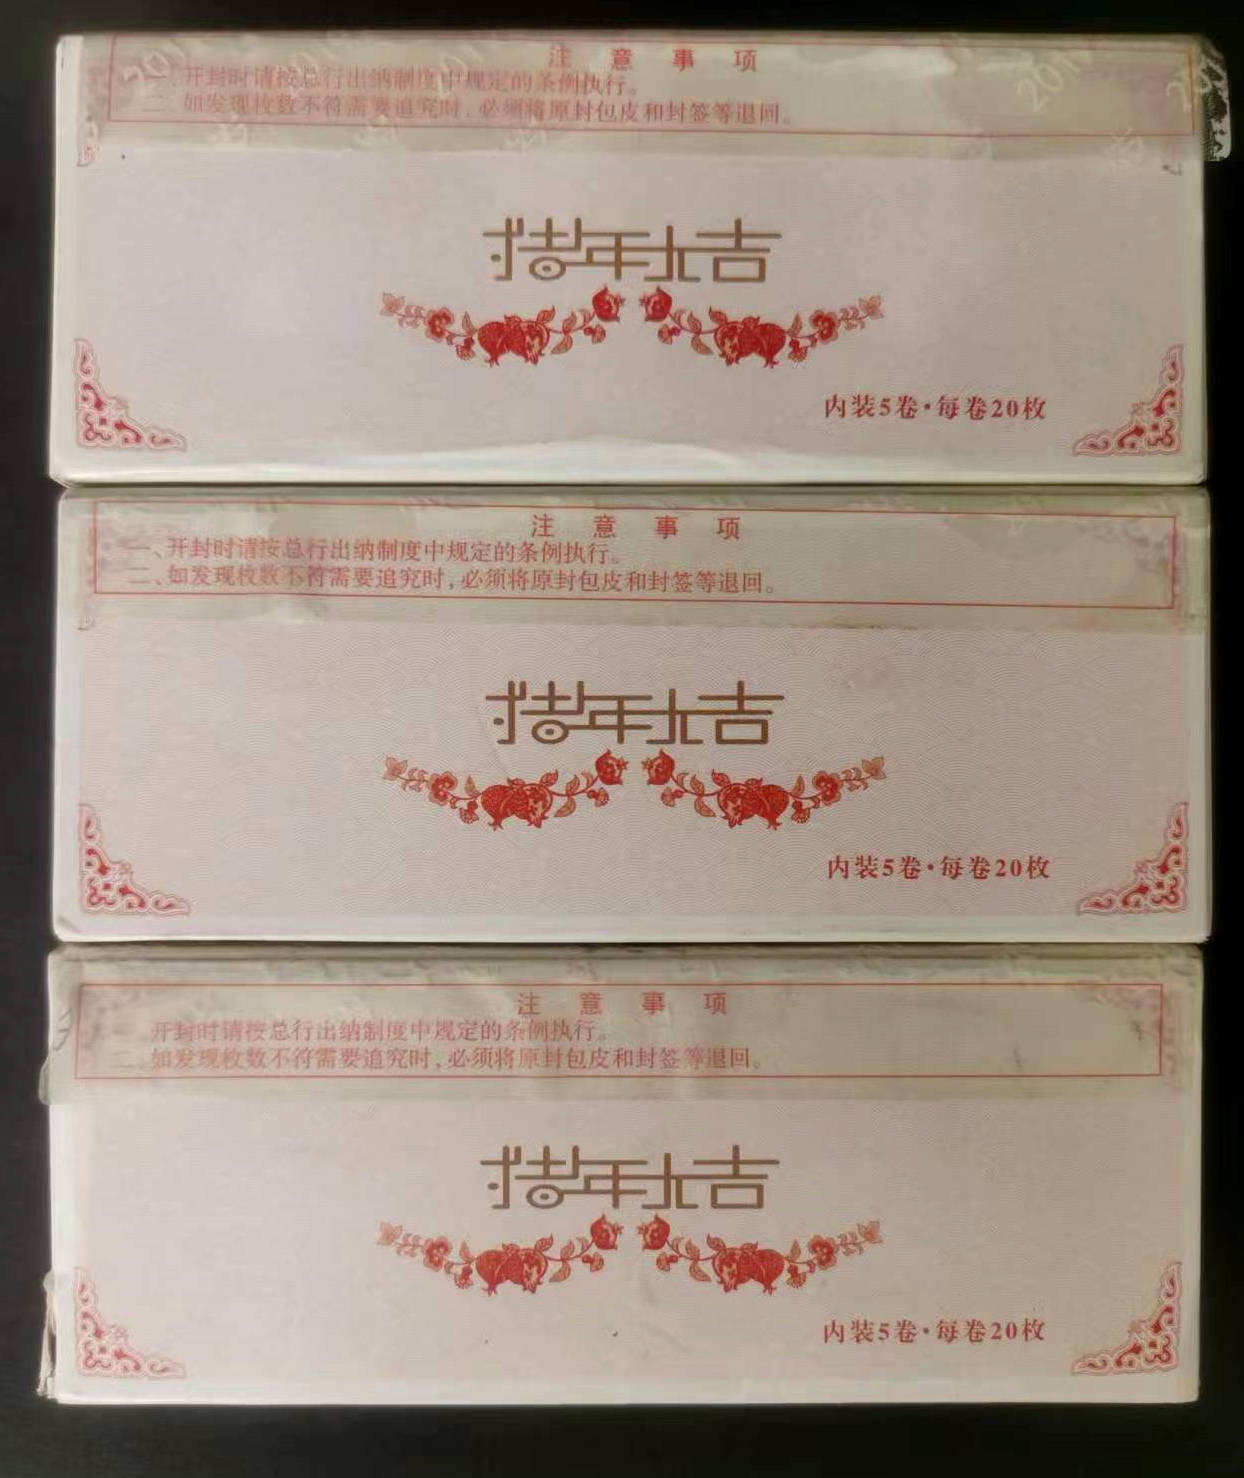 注意事项
一、开封时请按总行出纳制度中规定的条例执行。
二、如发现枚数不符需要追究时，必须将原封包皮和封签等退回。
猪年大吉
内装5卷·每卷20枚
注意事项
一、开封时请按总行出纳制度中规定的条例执行。
二、如发现枚数不符需要追究时，必须将原封包皮和封签等退回。
猪年大吉
内装5卷·每卷20枚
注意事项
开封时请按总行出纳制度中规定的条例执行。
二、如发现枚数不符需要追究时，必须将原封包皮和封签等退回。
猪年大吉
内装5卷·每卷20枚